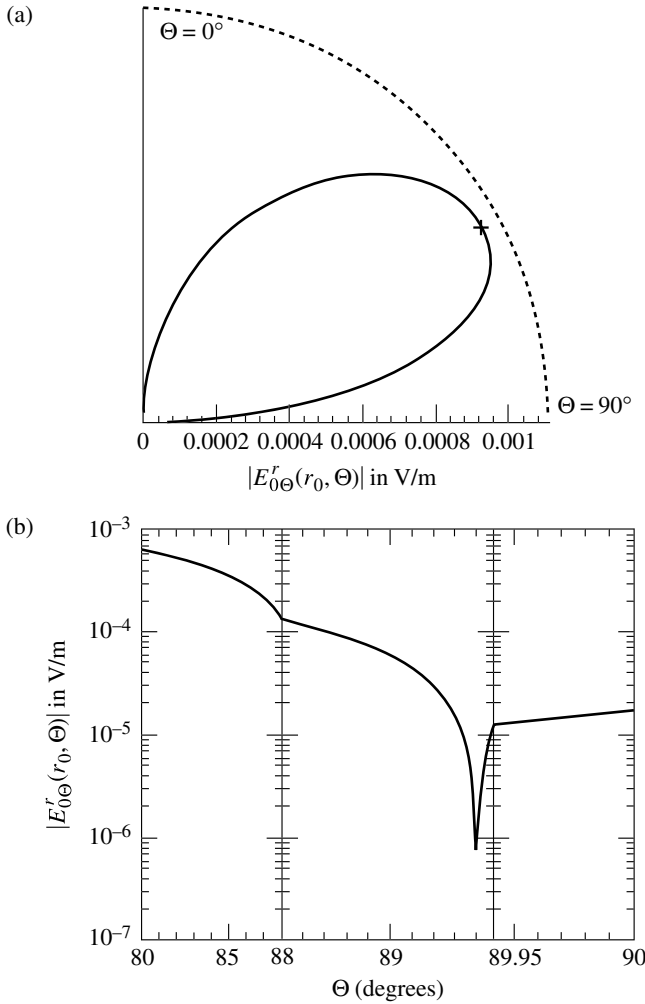 (a)
Θ = 0°
Θ = 90°
0 0.0002 0.0004 0.0006 0.0008 0.001
|E^r_{0Θ}(r_0, Θ)| in V/m
(b)
10^{-3}
10^{-4}
10^{-5}
10^{-6}
10^{-7}
|E^r_{0Θ}(r_0, Θ)| in V/m
80 85 88 89 89.95 90
Θ (degrees)